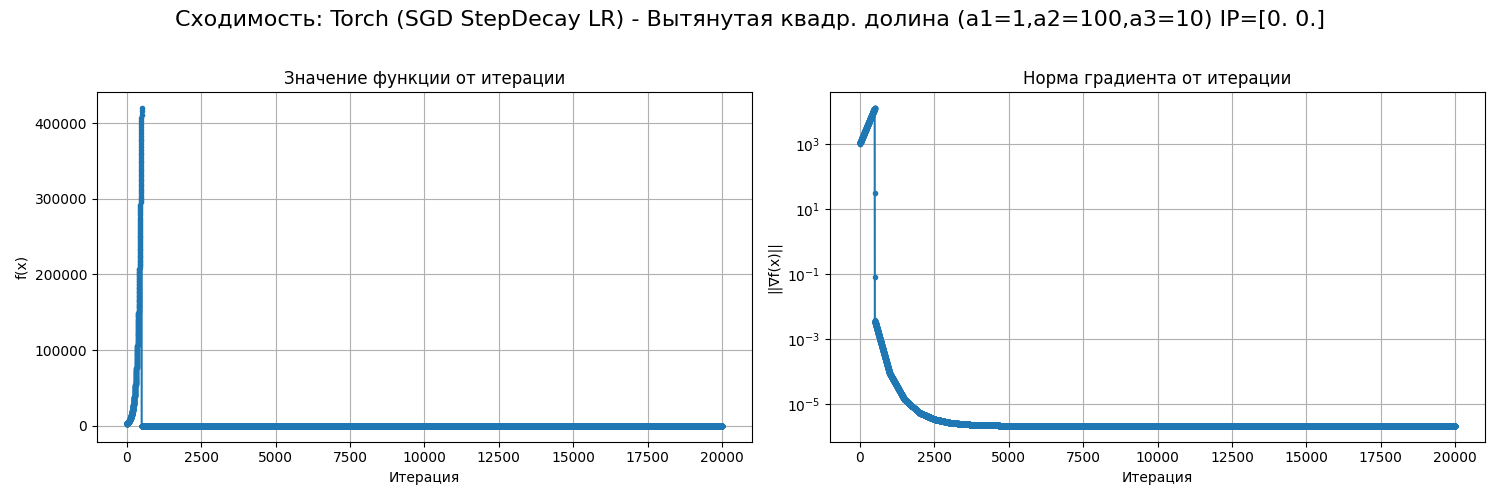 Сходимость: Torch (SGD StepDecay LR) - Вытянутая квадр. долина (a1=1,a2=100,a3=10) IP=[0. 0.]
Значение функции от итерации
f(x)
400000
300000
200000
100000
0
0 2500 5000 7500 10000 12500 15000 17500 20000
Итерация
Норма градиента от итерации
||∇f(x)||
10³
10¹
10⁻¹
10⁻³
10⁻⁵
0 2500 5000 7500 10000 12500 15000 17500 20000
Итерация